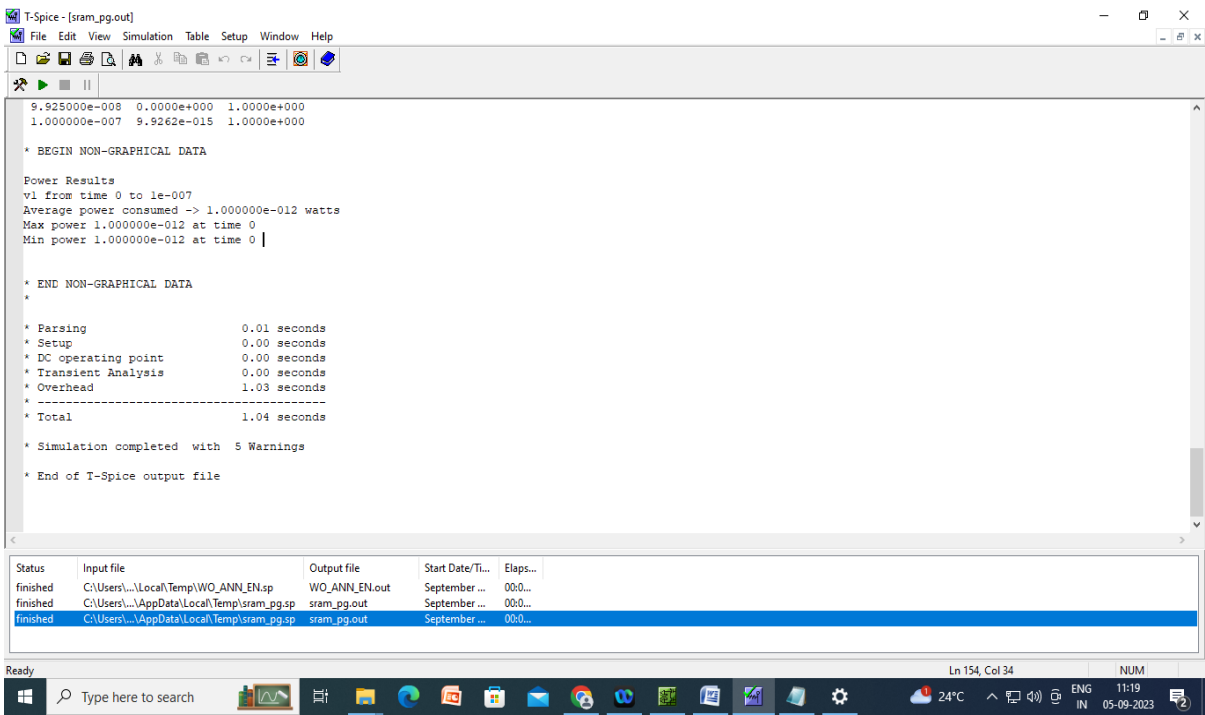 T-Spice - [sram_pg.out]
File Edit View Simulation Table Setup Window Help
9.925000e-008 0.0000e+000 1.0000e+000
1.000000e-007 9.9262e-015 1.0000e+000
* BEGIN NON-GRAPHICAL DATA
Power Results
v1 from time 0 to 1e-007
Average power consumed -> 1.000000e-012 watts
Max power 1.000000e-012 at time 0
Min power 1.000000e-012 at time 0
* END NON-GRAPHICAL DATA
*
* Parsing 0.01 seconds
* Setup 0.00 seconds
* DC operating point 0.00 seconds
* Transient Analysis 0.00 seconds
* Overhead 1.03 seconds
* -----------------------------------------
* Total 1.04 seconds
* Simulation completed with 5 Warnings
* End of T-Spice output file
Status Input file Output file Start Date/Ti... Elaps...
finished C:\Users\...\Local\Temp\WO_ANN_EN.sp WO_ANN_EN.out September ... 00:0...
finished C:\Users\...\AppData\Local\Temp\sram_pg.sp sram_pg.out September ... 00:0...
finished C:\Users\...\AppData\Local\Temp\sram_pg.sp sram_pg.out September ... 00:0...
Ready Ln 154, Col 34 NUM
Type here to search 24°C ENG 11:19
IN 05-09-2023